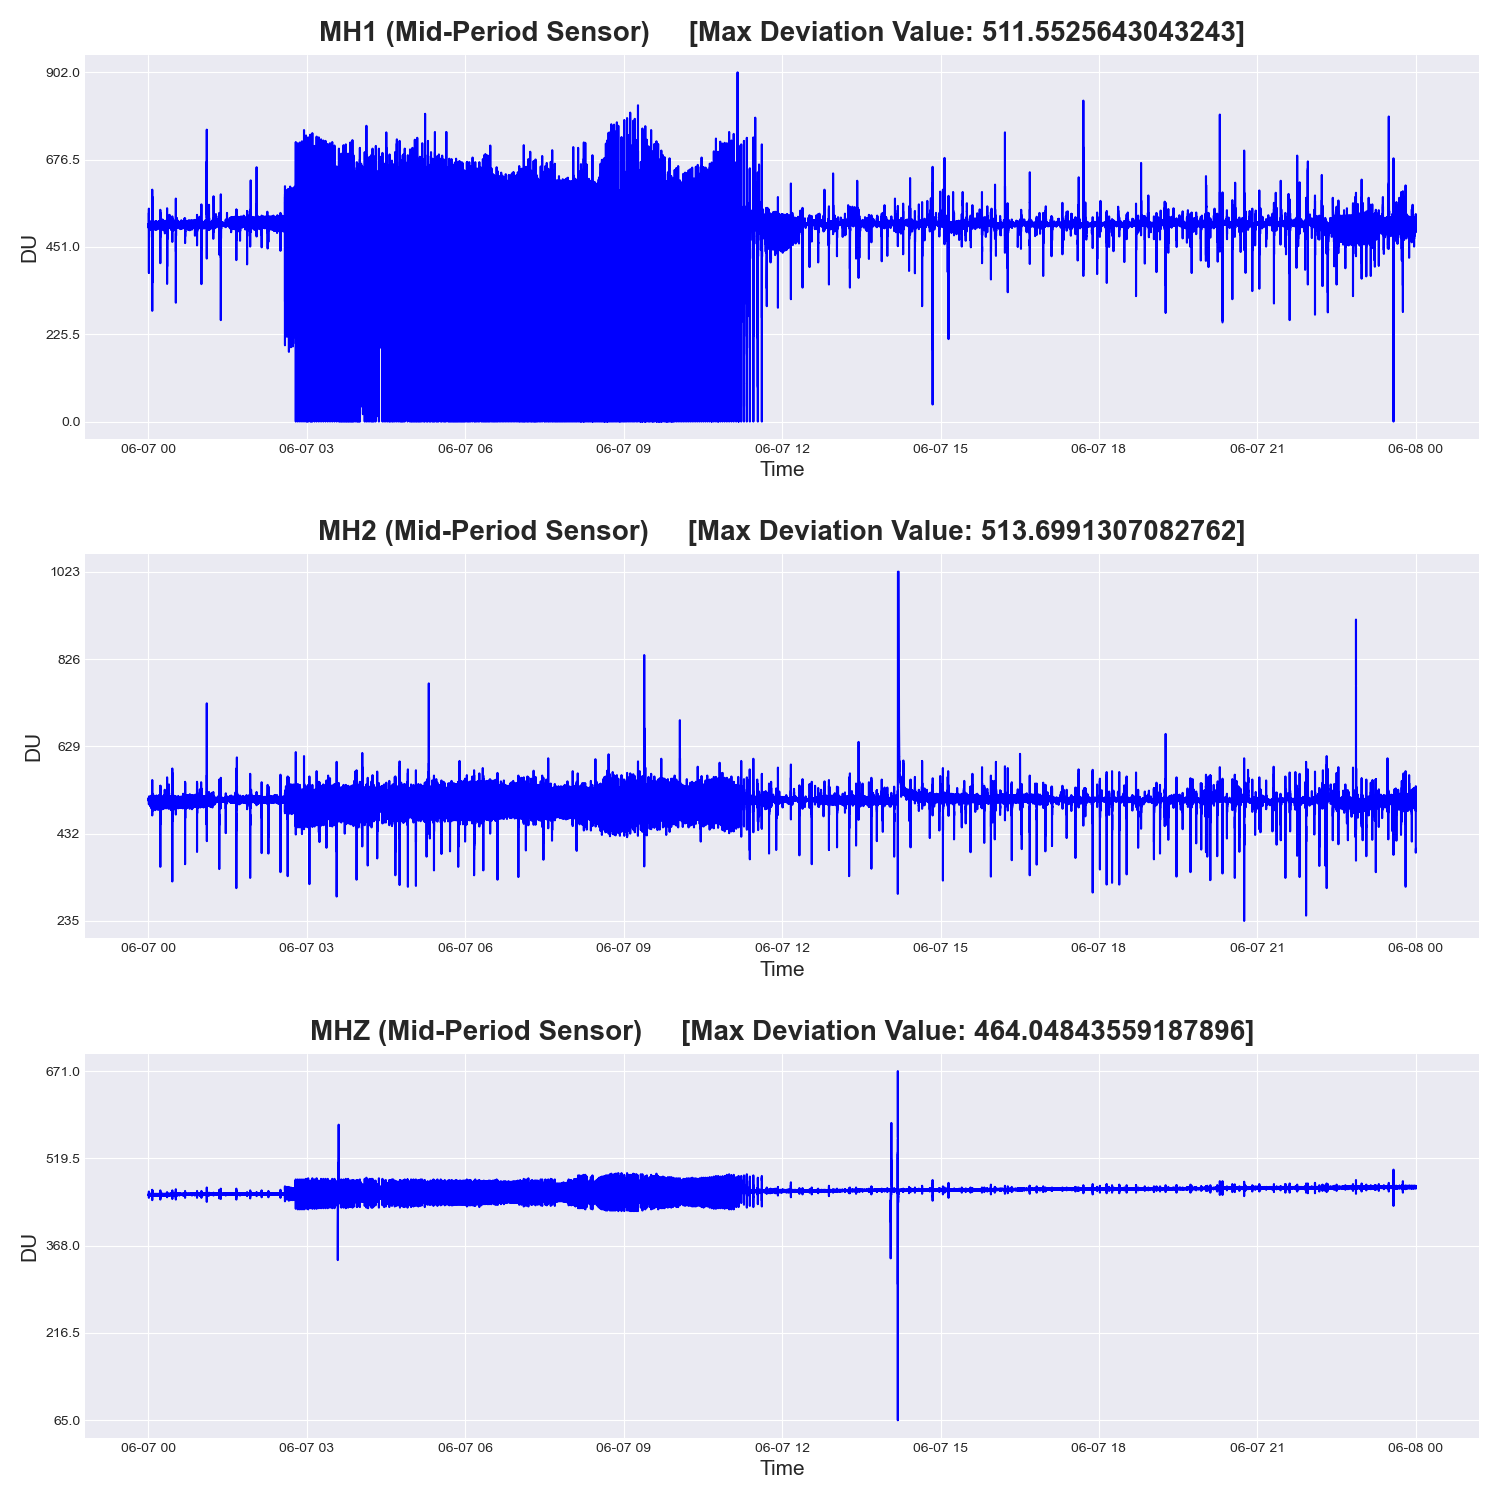 MH1 (Mid-Period Sensor) [Max Deviation Value: 511.5525643043243]
902.0
676.5
451.0
225.5
0.0
DU
06-07 00 06-07 03 06-07 06 06-07 09 06-07 12 06-07 15 06-07 18 06-07 21 06-08 00
Time
MH2 (Mid-Period Sensor) [Max Deviation Value: 513.6991307082762]
1023
826
629
432
235
DU
06-07 00 06-07 03 06-07 06 06-07 09 06-07 12 06-07 15 06-07 18 06-07 21 06-08 00
Time
MHZ (Mid-Period Sensor) [Max Deviation Value: 464.04843559187896]
671.0
519.5
368.0
216.5
65.0
DU
06-07 00 06-07 03 06-07 06 06-07 09 06-07 12 06-07 15 06-07 18 06-07 21 06-08 00
Time